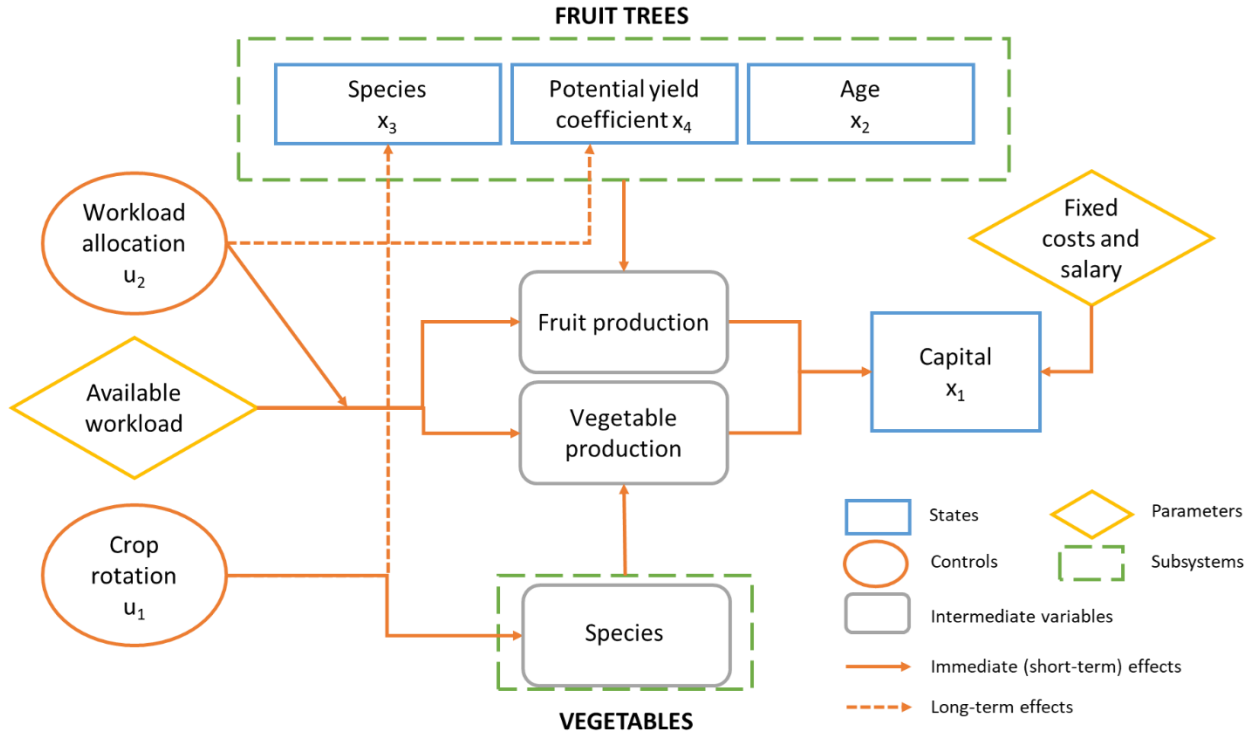 FRUIT TREES
Species
x₃
Potential yield
coefficient x₄
Age
x₂
Workload
allocation
u₂
Fixed
costs and
salary
Fruit production
Available
workload
Vegetable
production
Capital
x₁
Crop
rotation
u₁
Species
VEGETABLES
States
Parameters
Controls
Subsystems
Intermediate variables
Immediate (short-term) effects
Long-term effects